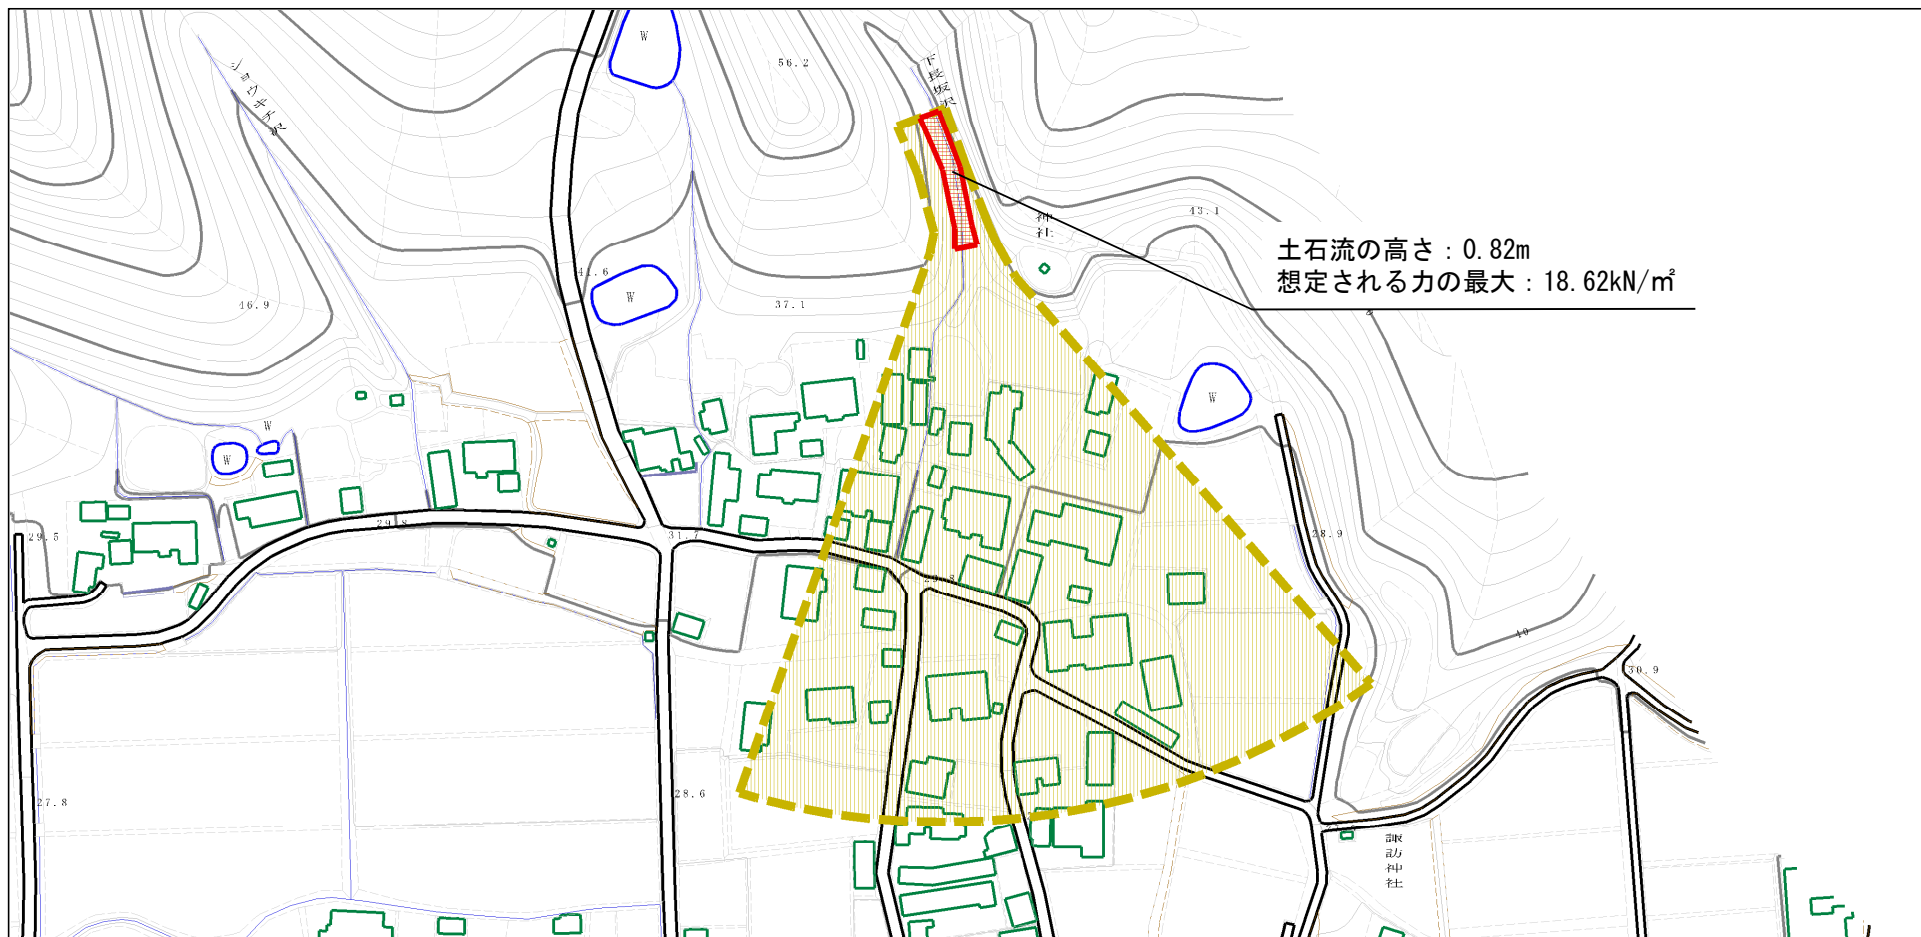 W
56.2
下長坂沢
ショウキチ沢
神社
43.1
土石流の高さ：0.82m
想定される力の最大：18.62kN/㎡
41.6
W
46.9
37.1
W
W
W
29.5
29.8
31.7
28.9
40
30.9
27.8
28.6
諏訪神社